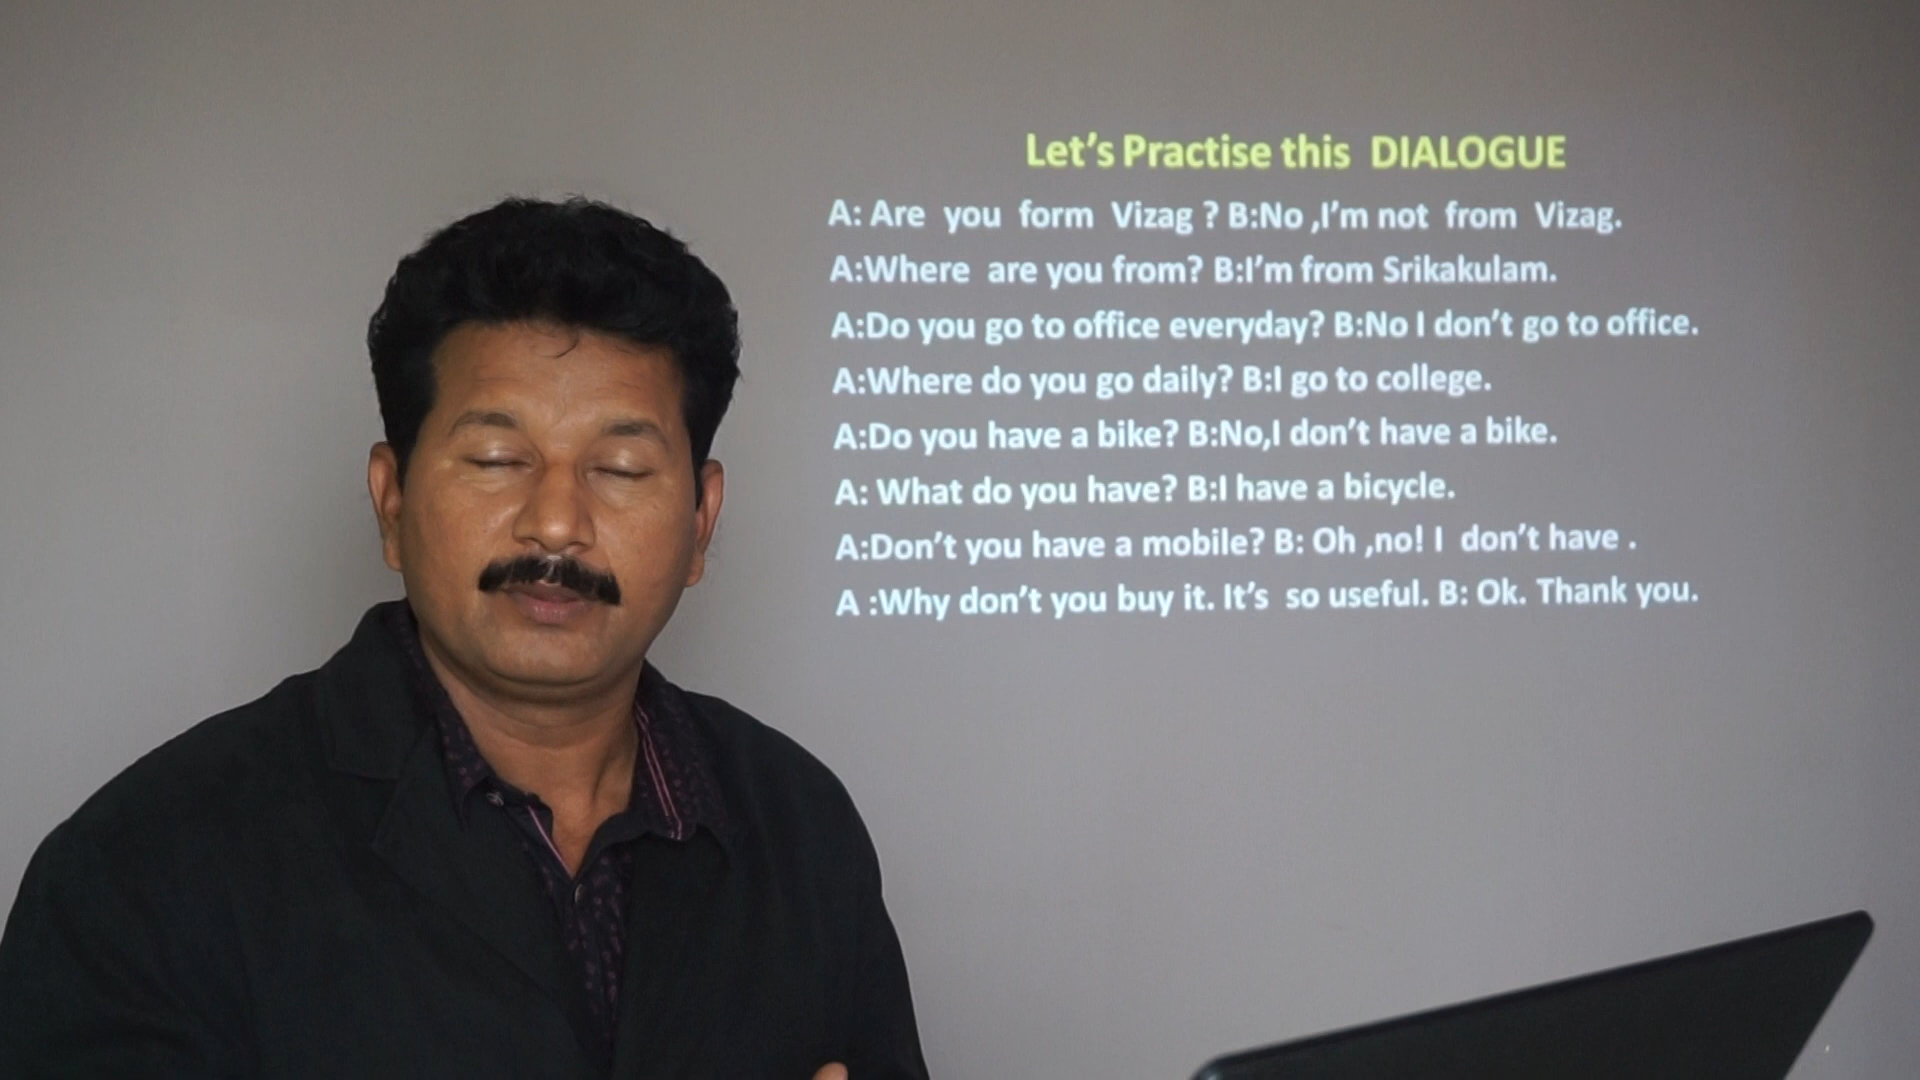 Let's Practise this DIALOGUE
A: Are you form Vizag ? B:No ,I'm not from Vizag.
A:Where are you from? B:I'm from Srikakulam.
A:Do you go to office everyday? B:No I don't go to office.
A:Where do you go daily? B:I go to college.
A:Do you have a bike? B:No,I don't have a bike.
A: What do you have? B:I have a bicycle.
A:Don't you have a mobile? B: Oh ,no! I don't have .
A :Why don't you buy it. It's so useful. B: Ok. Thank you.